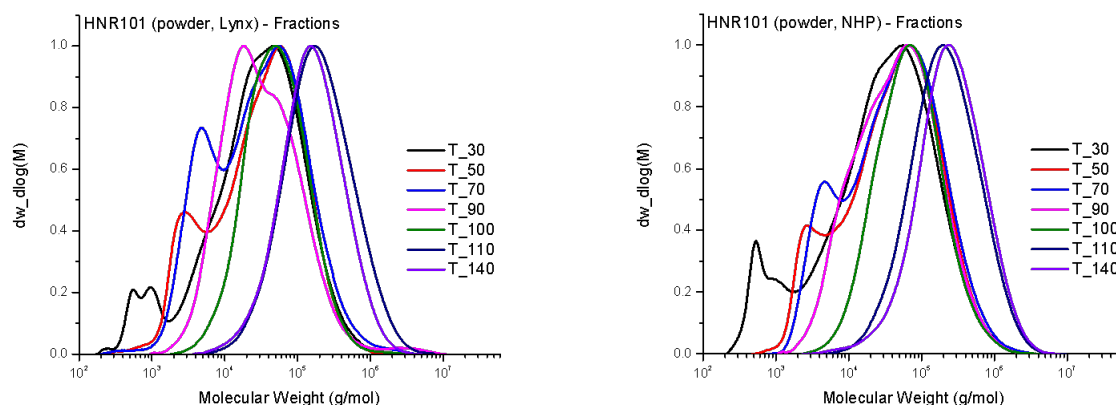 HNR101 (powder, Lynx) - Fractions
1.0
0.8
0.6
0.4
0.2
0.0
dw_dlog(M)
T_30
T_50
T_70
T_90
T_100
T_110
T_140
10² 10³ 10⁴ 10⁵ 10⁶ 10⁷
Molecular Weight (g/mol)
HNR101 (powder, NHP) - Fractions
1.0
0.8
0.6
0.4
0.2
0.0
dw_dlog(M)
T_30
T_50
T_70
T_90
T_100
T_110
T_140
10² 10³ 10⁴ 10⁵ 10⁶ 10⁷
Molecular Weight (g/mol)